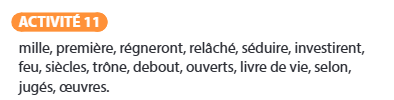 ACTIVITÉ 11
mille, première, régneront, relâché, séduire, investirent,
feu, siècles, trône, debout, ouverts, livre de vie, selon,
jugés, œuvres.